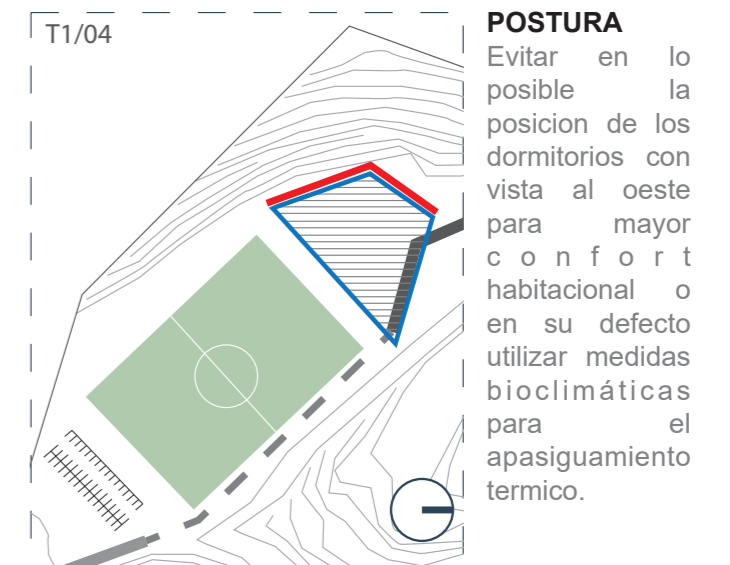 T1/04
POSTURA
Evitar en lo
posible la
posicion de los
dormitorios con
vista al oeste
para mayor
confort
habitacional o
en su defecto
utilizar medidas
bioclimáticas
para el
apasiguamiento
termico.